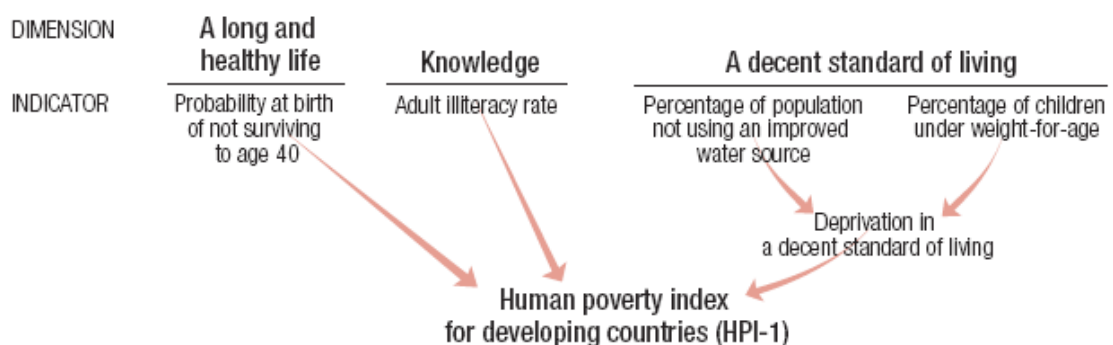 DIMENSION
A long and
healthy life
Knowledge
A decent standard of living
INDICATOR
Probability at birth
of not surviving
to age 40
Adult illiteracy rate
Percentage of population
not using an improved
water source
Percentage of children
under weight-for-age
Deprivation in
a decent standard of living
Human poverty index
for developing countries (HPI-1)